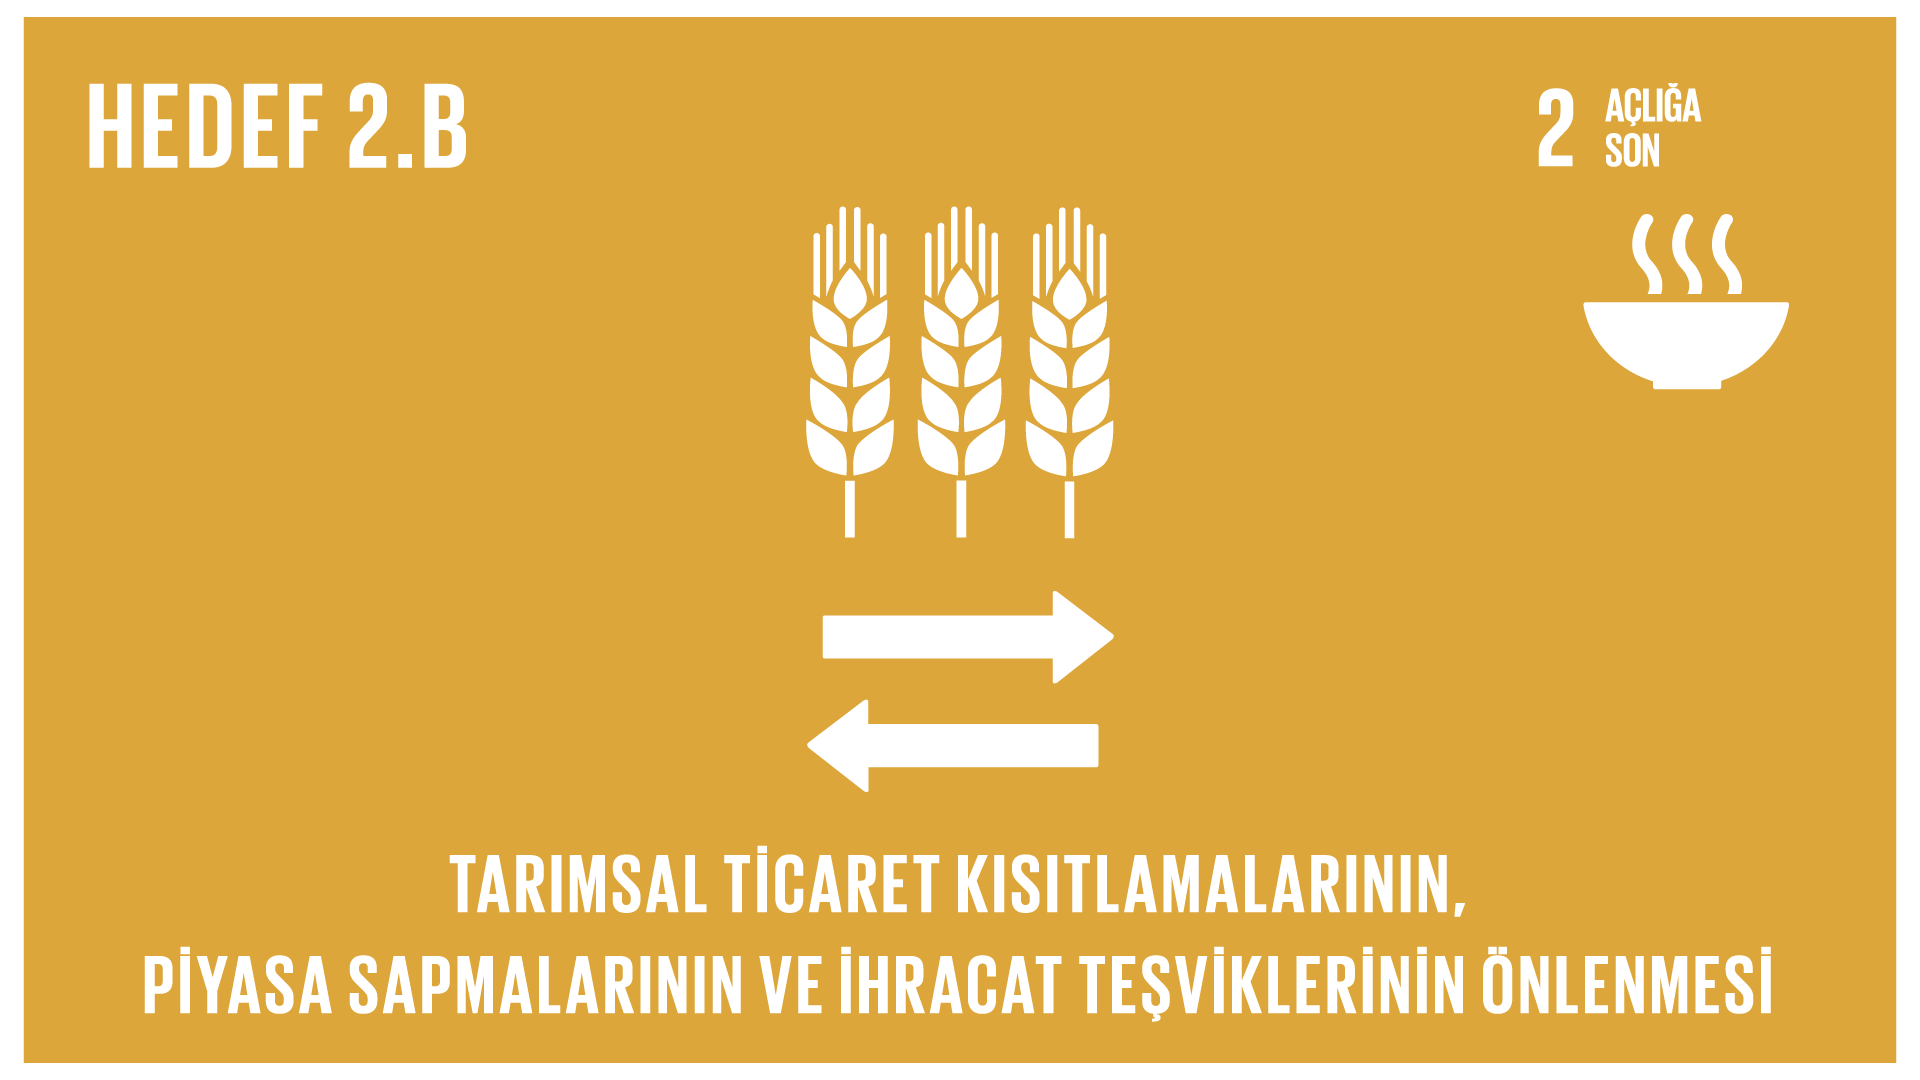 HEDEF 2.B
2 AÇLIĞA
SON
TARIMSAL TİCARET KISITLAMALARININ,
PİYASA SAPMALARININ VE İHRACAT TEŞVİKLERİNİN ÖNLENMESİ